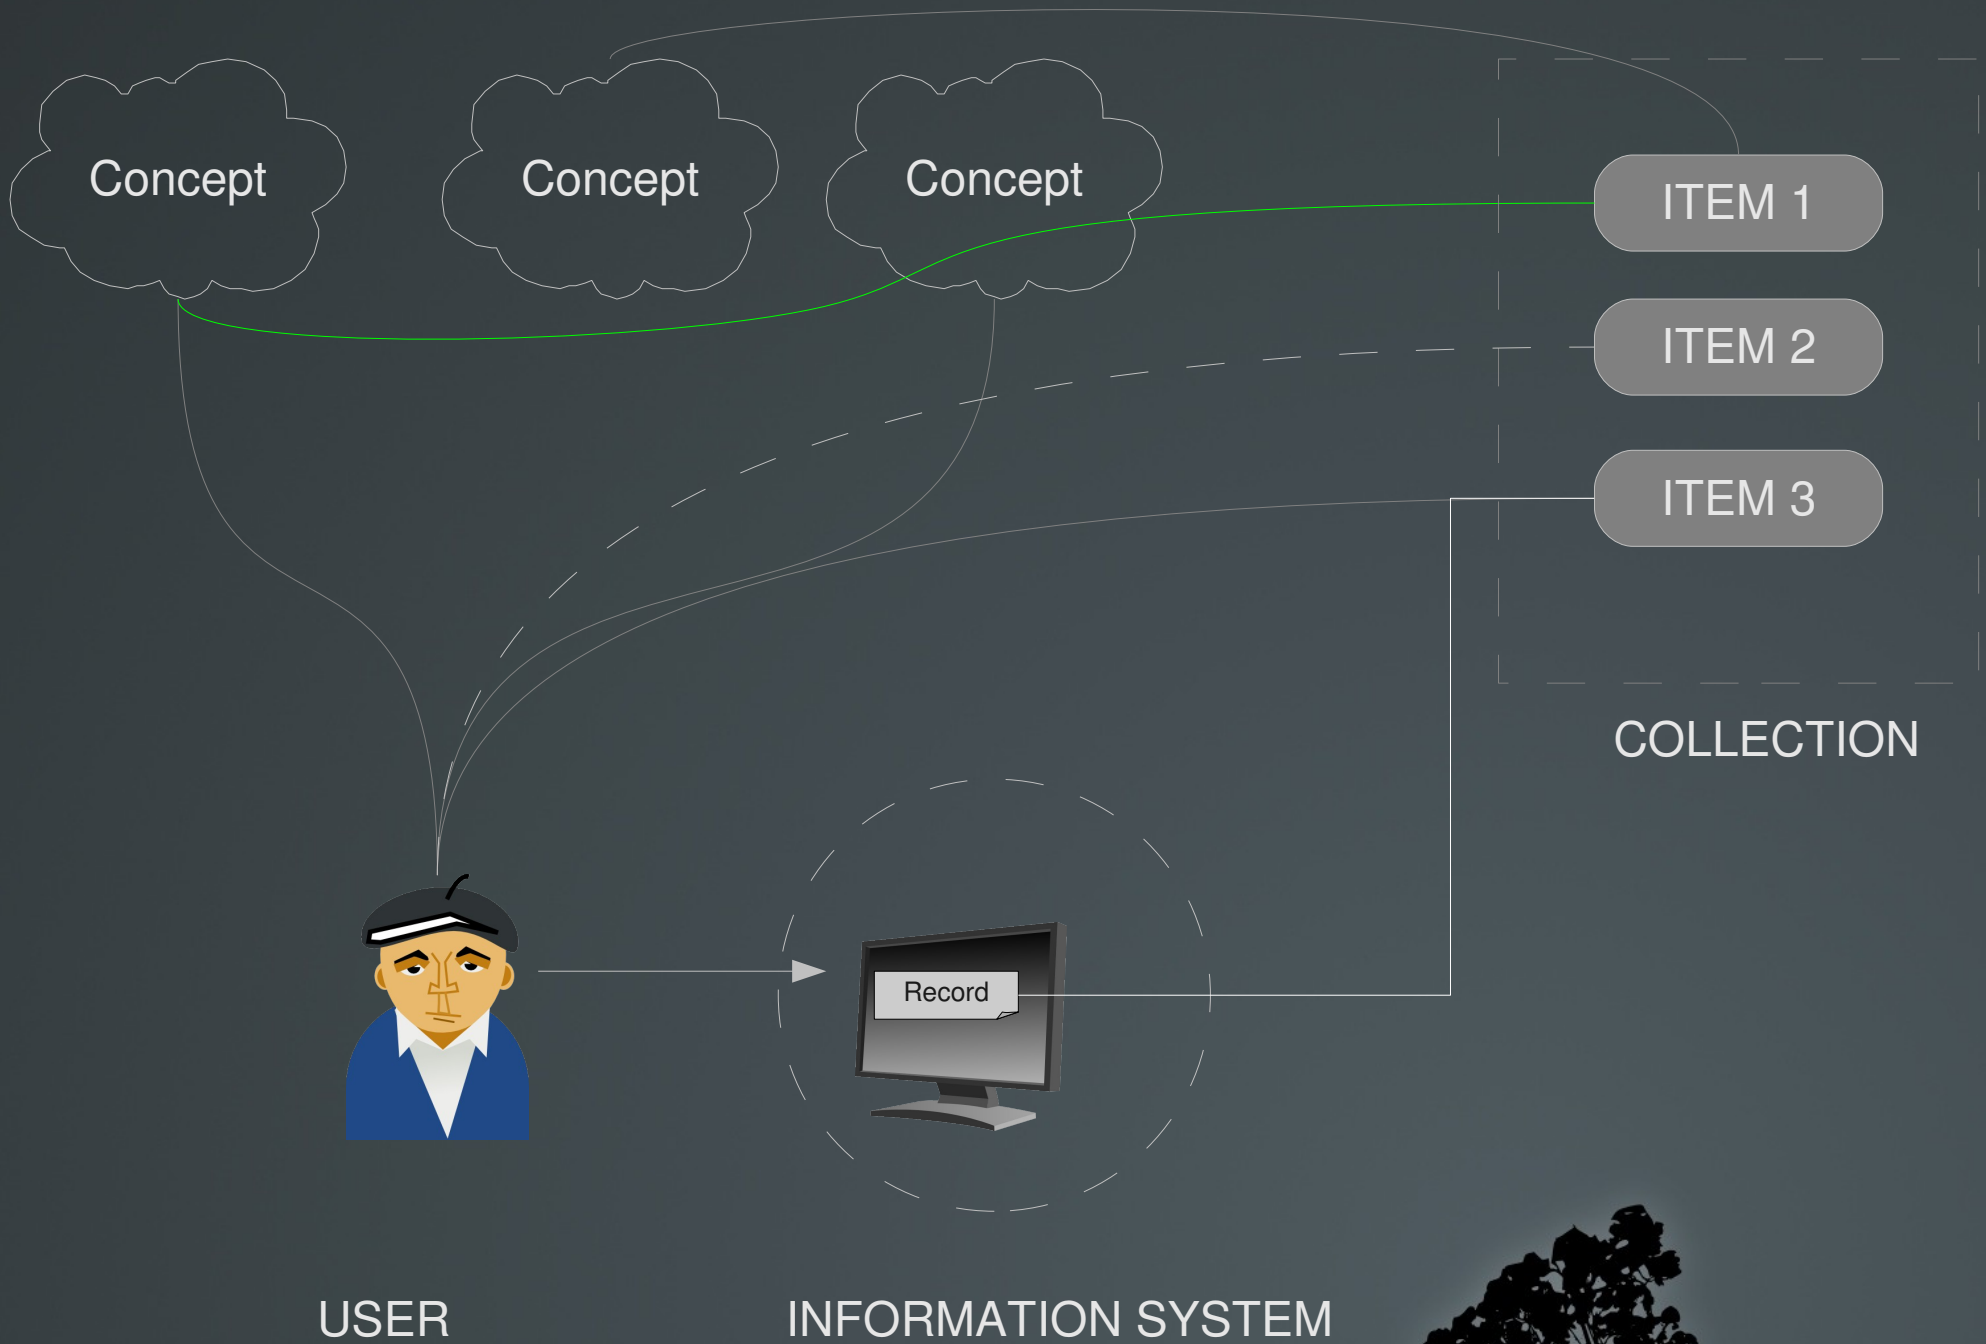 Concept
Concept
Concept
ITEM 1
ITEM 2
ITEM 3
COLLECTION
Record
USER
INFORMATION SYSTEM